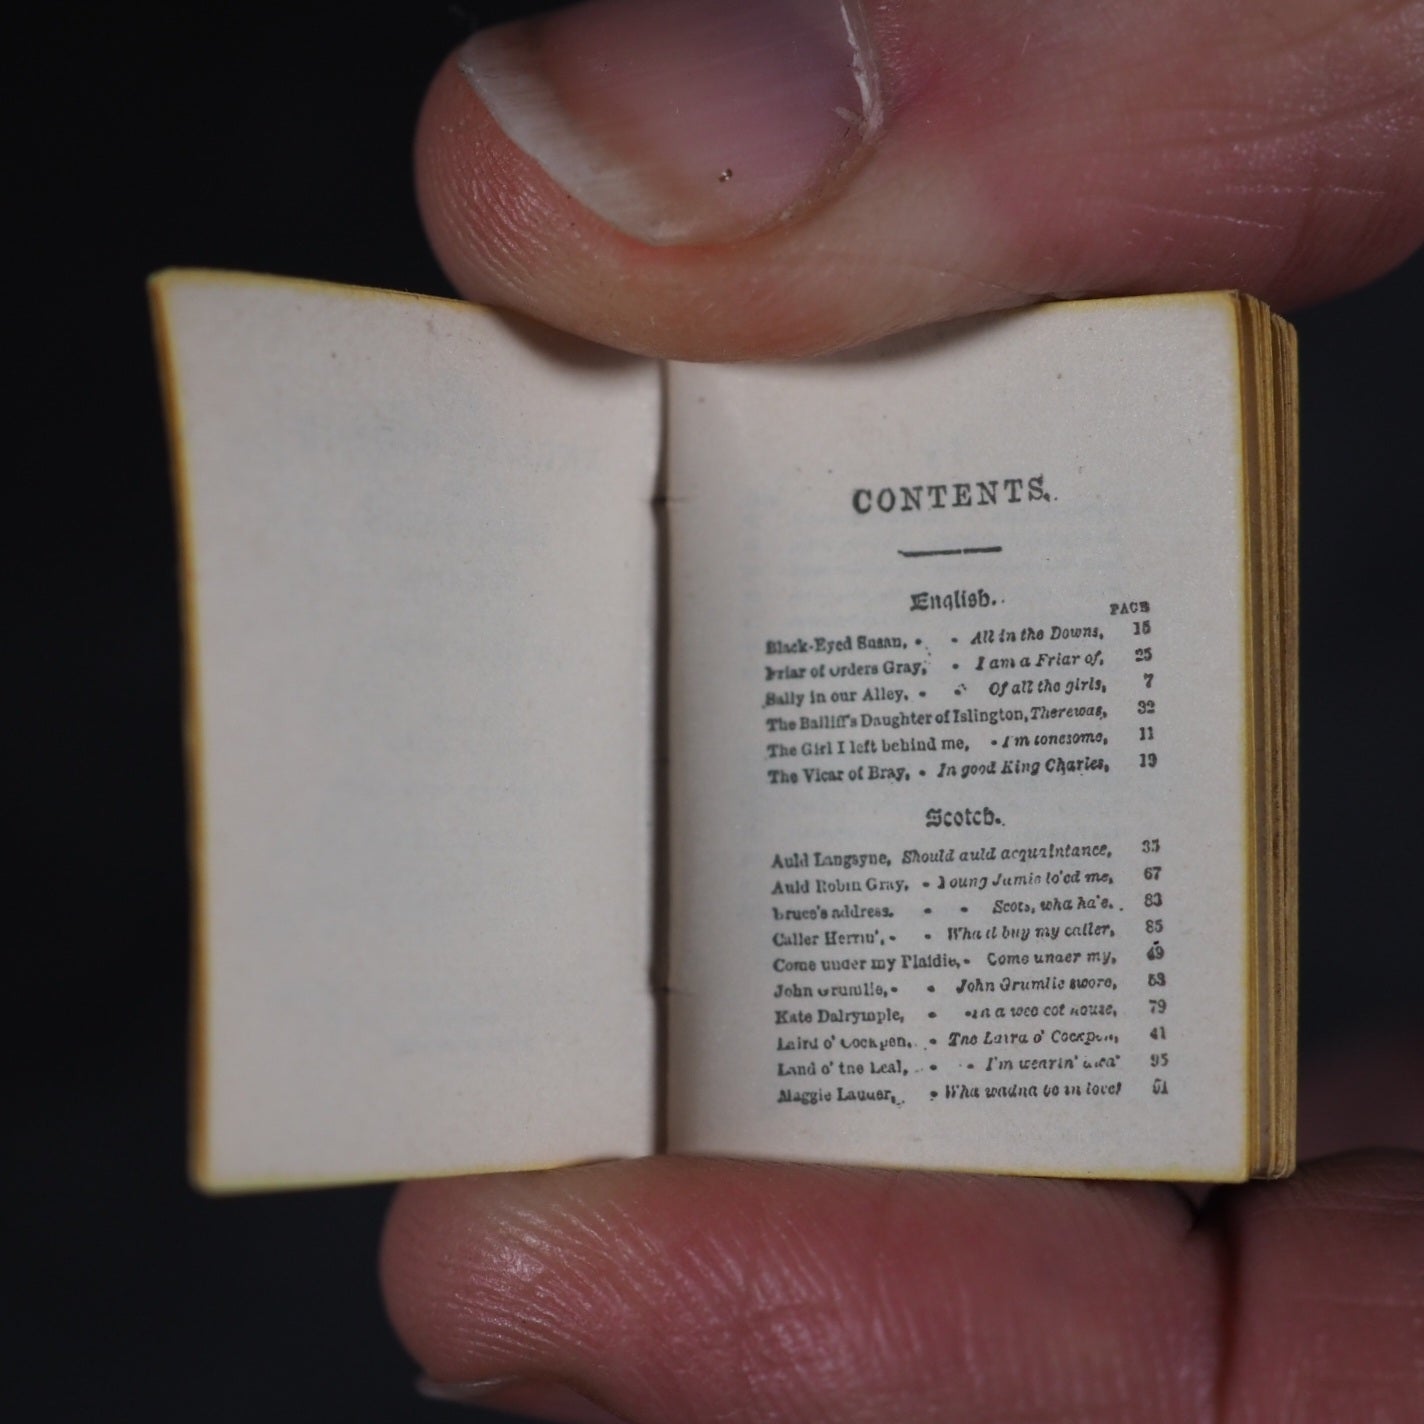 CONTENTS.
English.
PAGE
Black-Eyed Susan, - - All in the Downs, 15
Friar of Orders Gray, - I am a Friar of, 25
Sally in our Alley, - - Of all the girls, 7
The Bailiff's Daughter of Islington, There was, 32
The Girl I left behind me, - I'm lonesome, 11
The Vicar of Bray, - In good King Charles, 19
Scotch.
Auld Langsyne, Should auld acquaintance, 35
Auld Robin Gray, - Young Jamie lo'ed me, 67
Bruce's address. - - Scots, wha ha'e. 83
Caller Herrin', - - Wha'll buy my caller, 85
Come under my Plaidie, - Come under my, 49
John Grumlie, - - John Grumlie swore, 53
Kate Dalrymple, - - In a wee cot house, 79
Laird o' Cockpen, - The Laird o' Cockpen, 41
Land o' the Leal, - - I'm wearin' awa' 95
Maggie Lauder, - Wha wadna be in love! 61